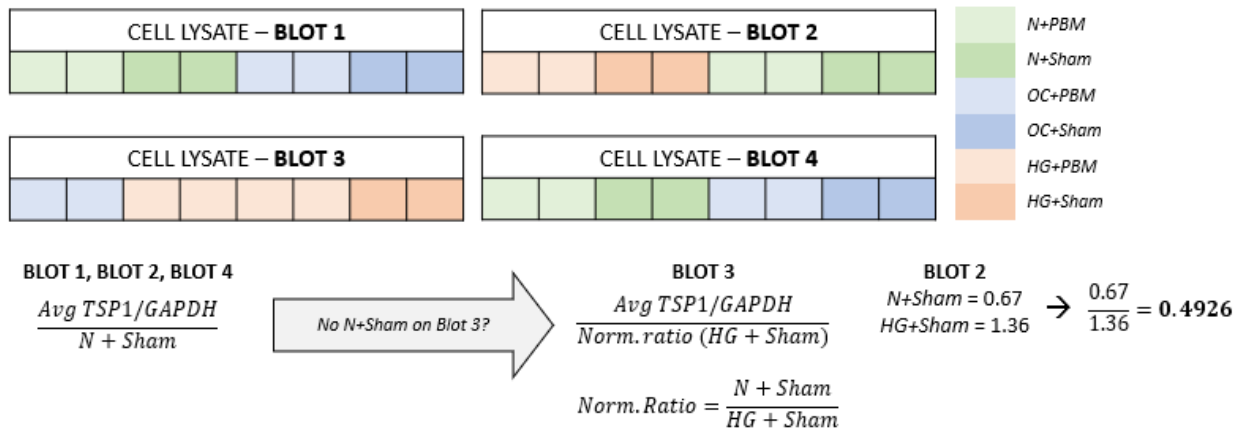 CELL LYSATE – BLOT 1
CELL LYSATE – BLOT 2
N+PBM
N+Sham
OC+PBM
OC+Sham
HG+PBM
HG+Sham
CELL LYSATE – BLOT 3
CELL LYSATE – BLOT 4
BLOT 1, BLOT 2, BLOT 4
Avg TSP1/GAPDH
N + Sham
No N+Sham on Blot 3?
BLOT 3
Avg TSP1/GAPDH
Norm.ratio (HG + Sham)
Norm.Ratio = N + Sham / HG + Sham
BLOT 2
N+Sham = 0.67
HG+Sham = 1.36
→ 0.67 / 1.36 = 0.4926